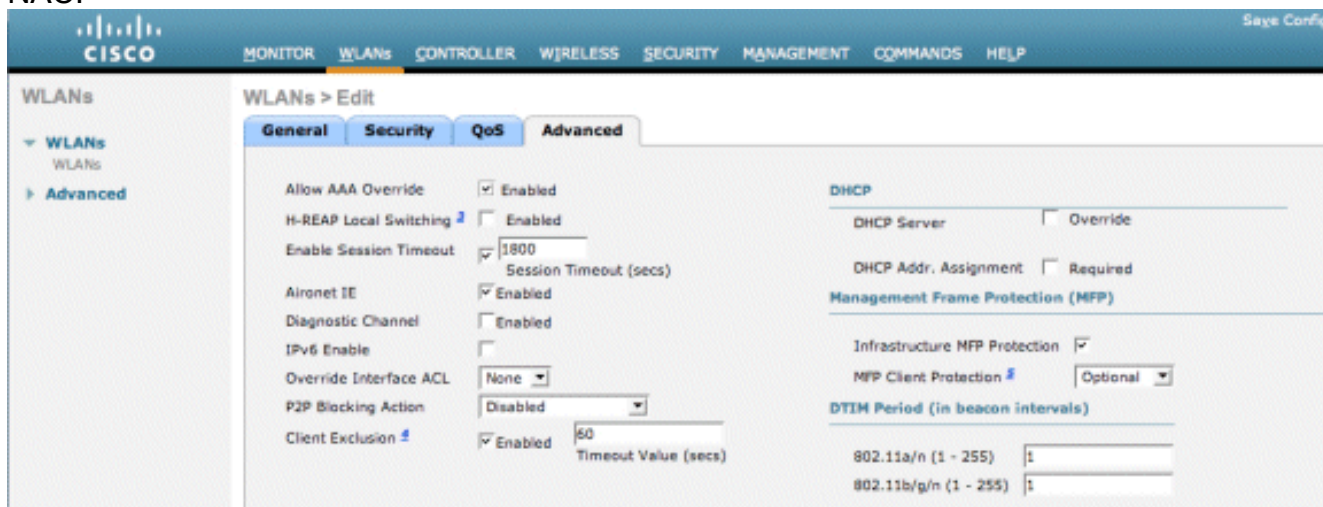 Save Confi
CISCO
MONITOR WLANs CONTROLLER WIRELESS SECURITY MANAGEMENT COMMANDS HELP
WLANs
WLANs
WLANs
Advanced
WLANs > Edit
General Security QoS Advanced
Allow AAA Override Enabled
H-REAP Local Switching 3 Enabled
Enable Session Timeout 1800
Session Timeout (secs)
Aironet IE Enabled
Diagnostic Channel Enabled
IPv6 Enable
Override Interface ACL None
P2P Blocking Action Disabled
Client Exclusion 4 Enabled 60
Timeout Value (secs)
DHCP
DHCP Server Override
DHCP Addr. Assignment Required
Management Frame Protection (MFP)
Infrastructure MFP Protection
MFP Client Protection 5 Optional
DTIM Period (in beacon intervals)
802.11a/n (1 - 255) 1
802.11b/g/n (1 - 255) 1